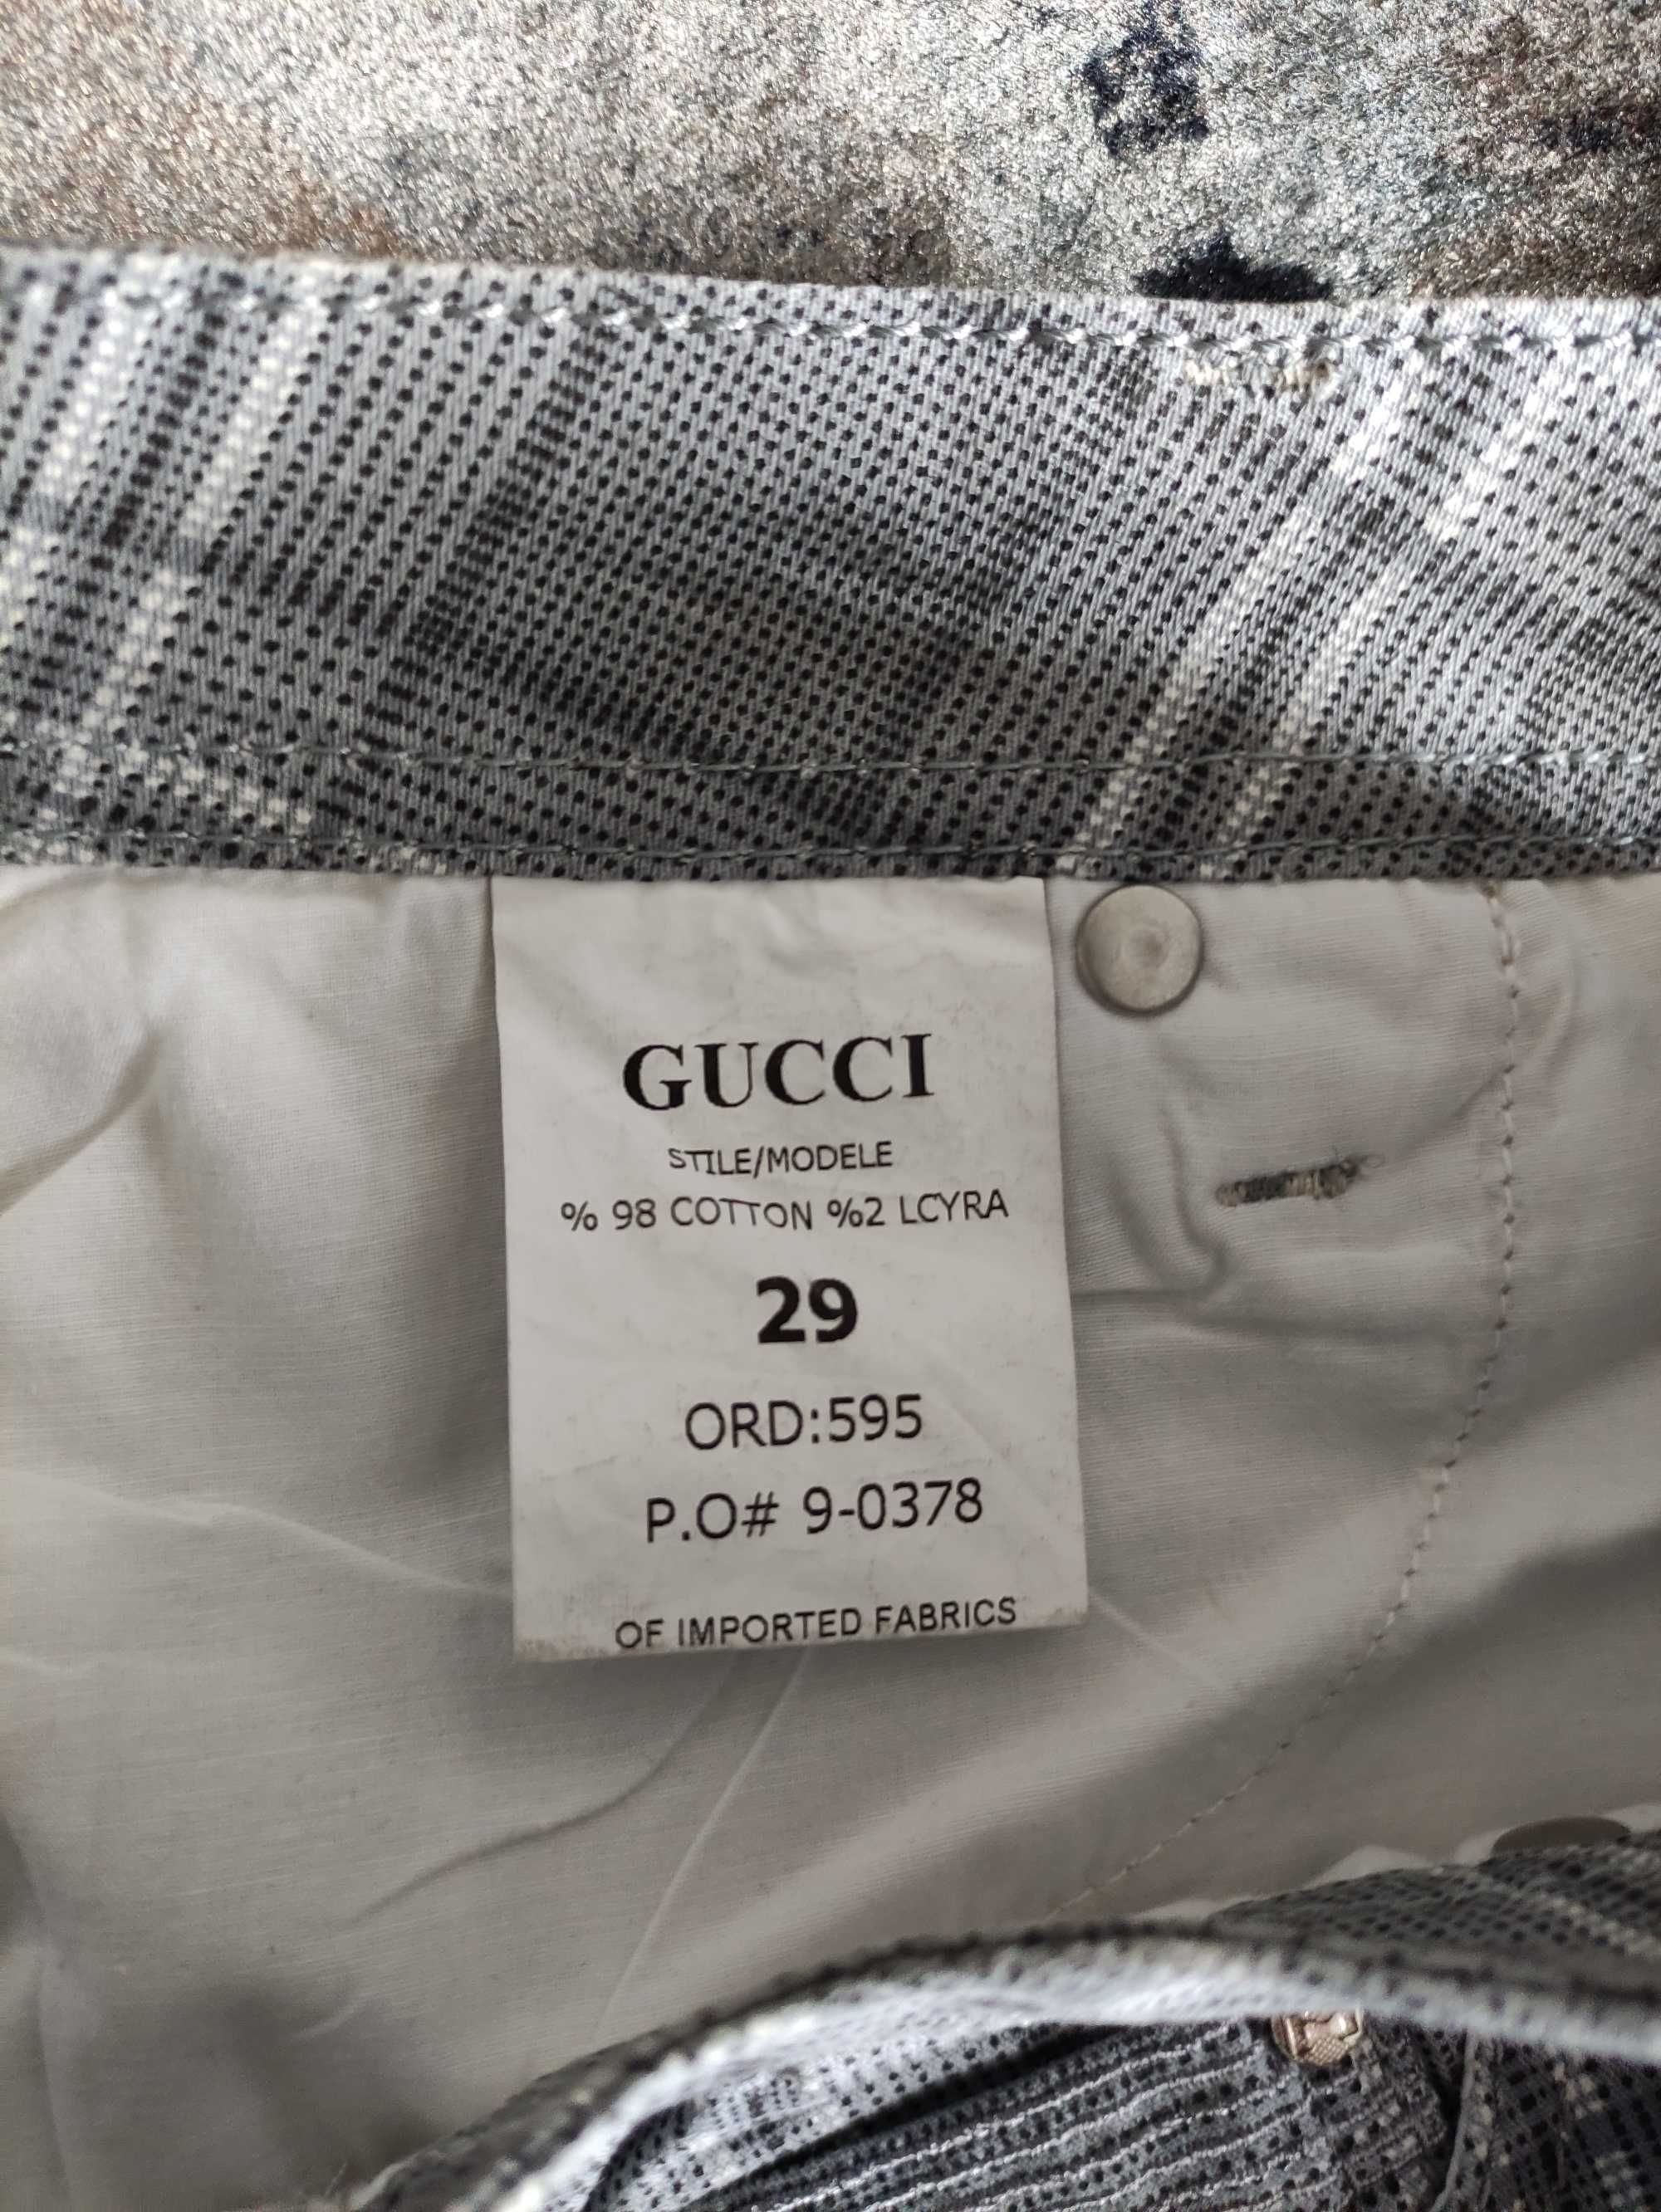 GUCCI
STILE/MODELE
% 98 COTTON %2 LCYRA
29
ORD:595
P.O# 9-0378
OF IMPORTED FABRICS